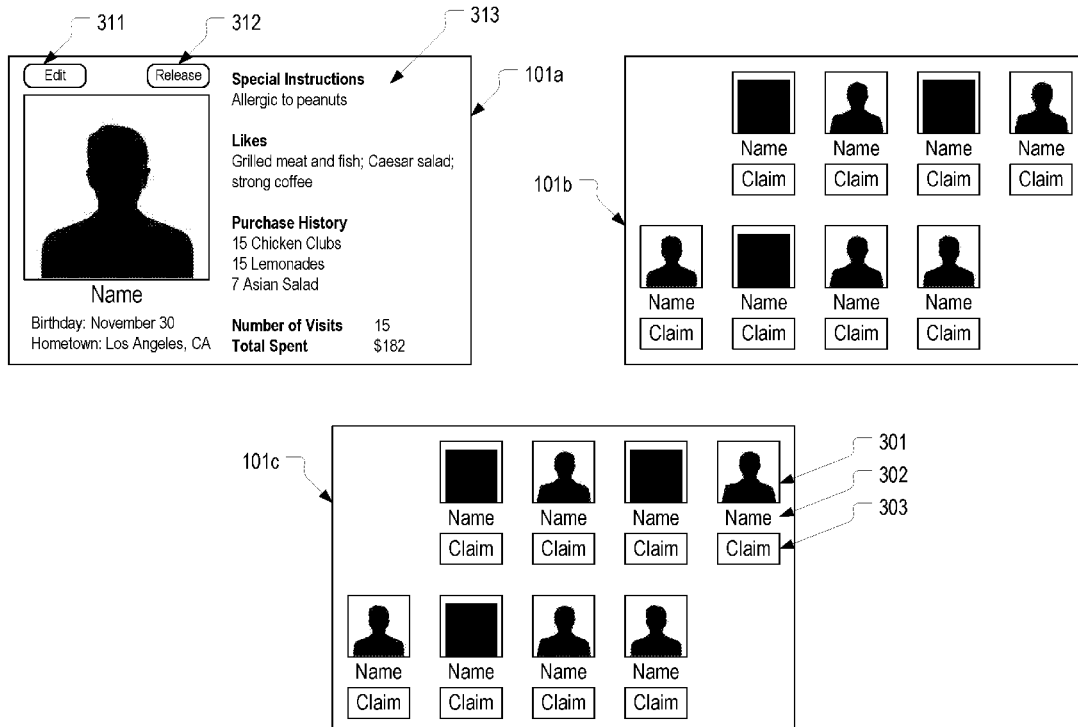 311
312
313
Edit
Release
Special Instructions
Allergic to peanuts
Likes
Grilled meat and fish; Caesar salad;
strong coffee
Purchase History
15 Chicken Clubs
15 Lemonades
7 Asian Salad
Name
Birthday: November 30
Hometown: Los Angeles, CA
Number of Visits 15
Total Spent $182
101a
101b
Name Name Name Name
Claim Claim Claim Claim
Name Name Name Name
Claim Claim Claim Claim
101c
301
302
303
Name Name Name Name
Claim Claim Claim Claim
Name Name Name Name
Claim Claim Claim Claim